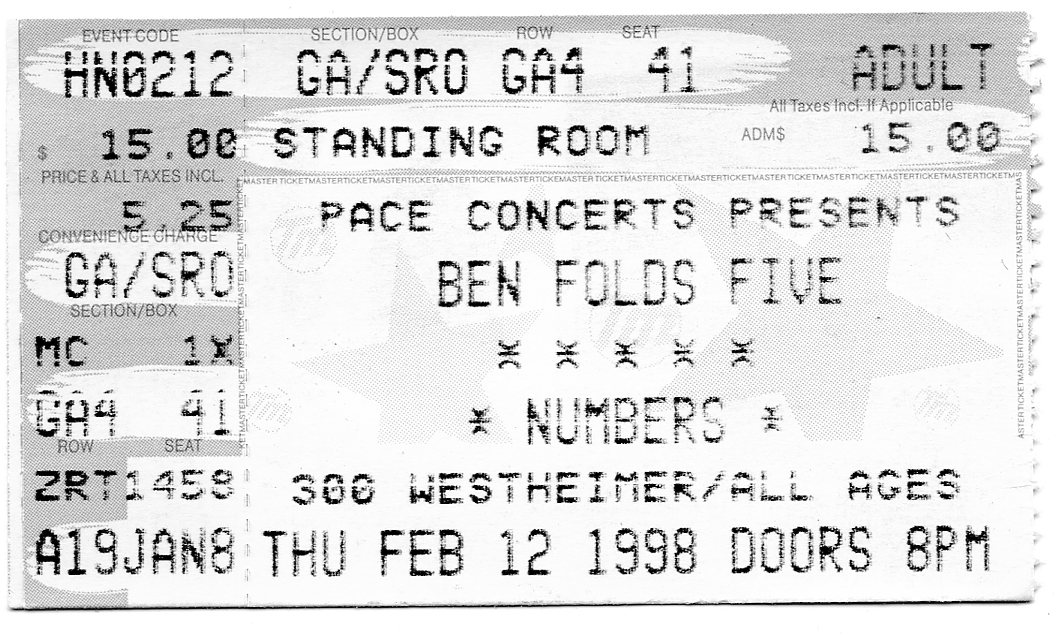 EVENT CODE SECTION/BOX ROW SEAT
HN0212 GA/SRO GA4 41 ADULT
All Taxes Incl. If Applicable
$ 15.00 STANDING ROOM ADM$ 15.00
PRICE & ALL TAXES INCL.
MASTERTICKETMASTERTICKETMASTERTICKETMASTERTICKETMASTERTICKETMASTERTICKETMASTERTICKETMASTERTICKETMAS
5.25 PACE CONCERTS PRESENTS
CONVENIENCE CHARGE
GA/SRO BEN FOLDS FIVE
SECTION/BOX
MC 1* * * * * *
GA4 41 * NUMBERS *
ROW SEAT
ZRT1458 300 WESTHEIMER/ALL AGES
A19JAN8 THU FEB 12 1998 DOORS 8PM